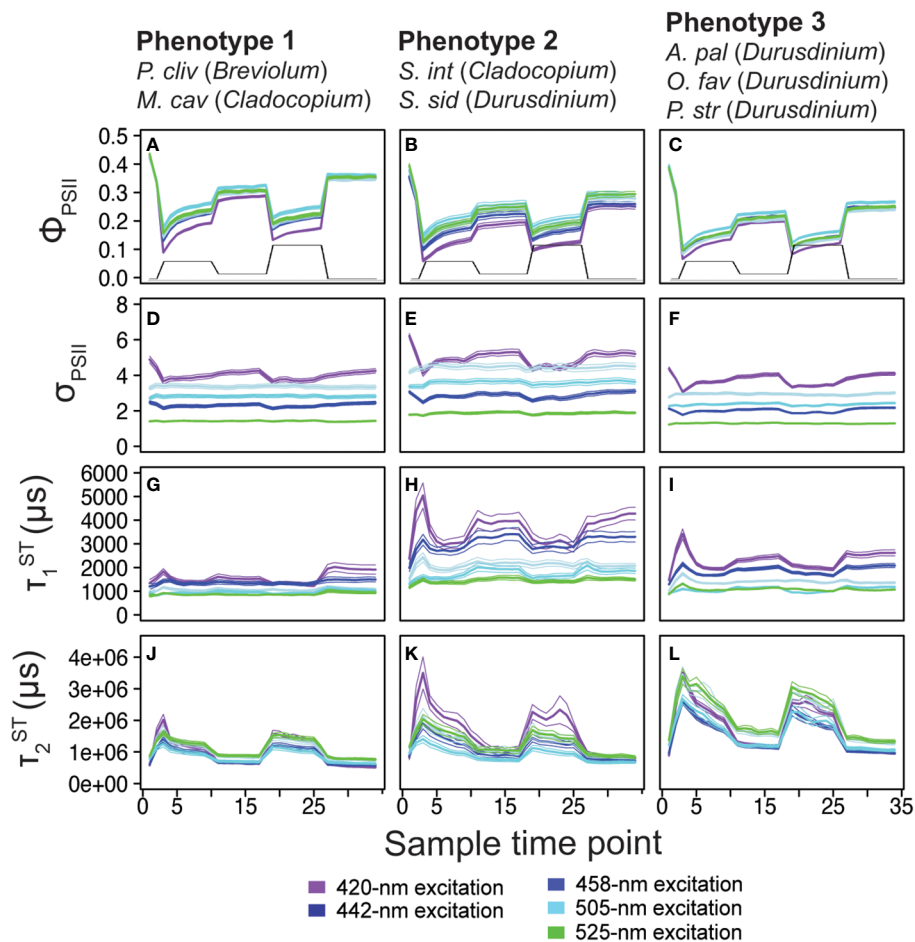 Phenotype 1
P. cliv (Breviolum)
M. cav (Cladocopium)
Phenotype 2
S. int (Cladocopium)
S. sid (Durusdinium)
Phenotype 3
A. pal (Durusdinium)
O. fav (Durusdinium)
P. str (Durusdinium)
ΦPSII
0.5
0.4
0.3
0.2
0.1
0.0
A
B
C
σPSII
8
6
4
2
0
D
E
F
τ1ST (µs)
6000
5000
4000
3000
2000
1000
0
G
H
I
τ2ST (µs)
4e+06
3e+06
2e+06
1e+06
0e+00
J
K
L
0 5 15 25
0 5 15 25
0 5 15 25 35
Sample time point
420-nm excitation
442-nm excitation
458-nm excitation
505-nm excitation
525-nm excitation